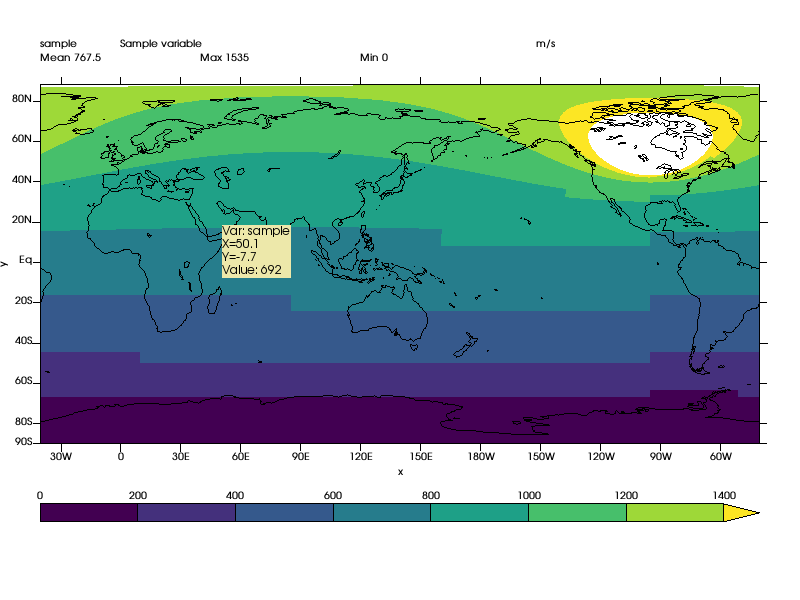 sample Sample variable m/s
Mean 767.5 Max 1535 Min 0
80N
60N
40N
20N
Var: sample
X=50.1
Y=-7.7
Value: 692
Eq
y
20S
40S
60S
80S
90S
30W 0 30E 60E 90E 120E 150E 180W 150W 120W 90W 60W
x
0 200 400 600 800 1000 1200 1400